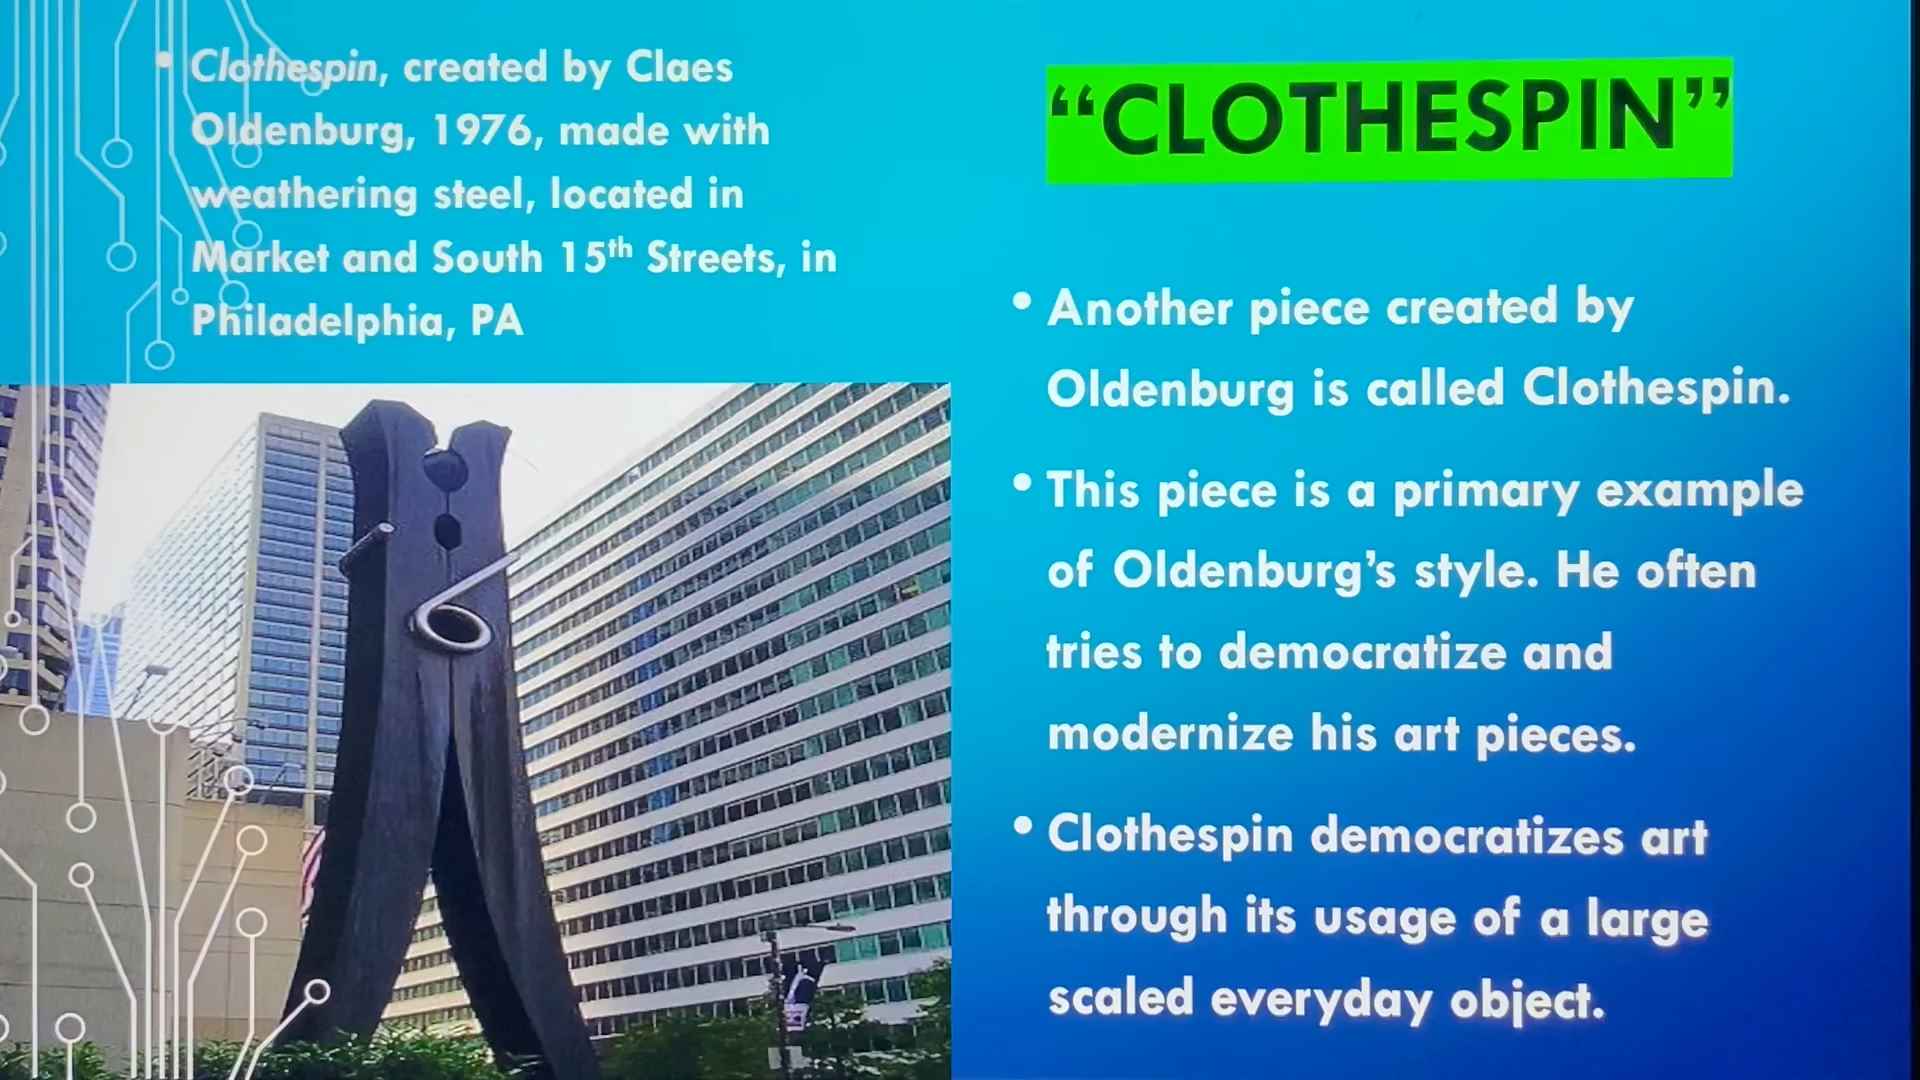 Clothespin, created by Claes
Oldenburg, 1976, made with
weathering steel, located in
Market and South 15th Streets, in
Philadelphia, PA
“CLOTHESPIN”
• Another piece created by
Oldenburg is called Clothespin.
• This piece is a primary example
of Oldenburg’s style. He often
tries to democratize and
modernize his art pieces.
• Clothespin democratizes art
through its usage of a large
scaled everyday object.